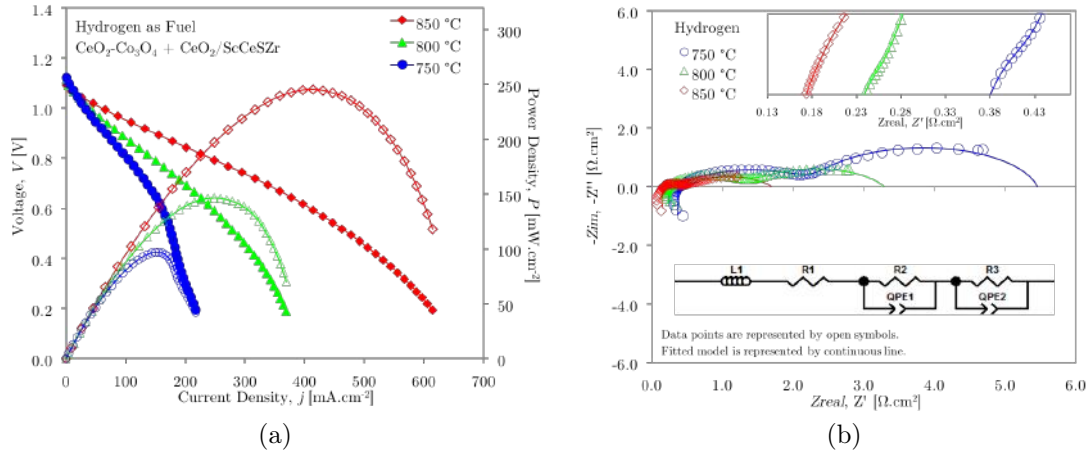 Hydrogen as Fuel
CeO2-Co3O4 + CeO2/ScCeSZr
850 °C
800 °C
750 °C
1.4
1.2
1.0
0.8
0.6
0.4
0.2
0.0
Voltage, V [V]
300
250
200
150
100
50
0
Power Density, P [mW.cm-2]
0 100 200 300 400 500 600 700
Current Density, j [mA.cm-2]
(a)
6.0
4.0
2.0
0.0
-2.0
-4.0
-6.0
-Zim, -Z'' [Ω.cm2]
Hydrogen
750 °C
800 °C
850 °C
0.13 0.18 0.23 0.28 0.33 0.38 0.43
Zreal, Z' [Ω.cm2]
L1 R1 R2 R3
QPE1 QPE2
Data points are represented by open symbols.
Fitted model is represented by continuous line.
0.0 1.0 2.0 3.0 4.0 5.0 6.0
Zreal, Z' [Ω.cm2]
(b)